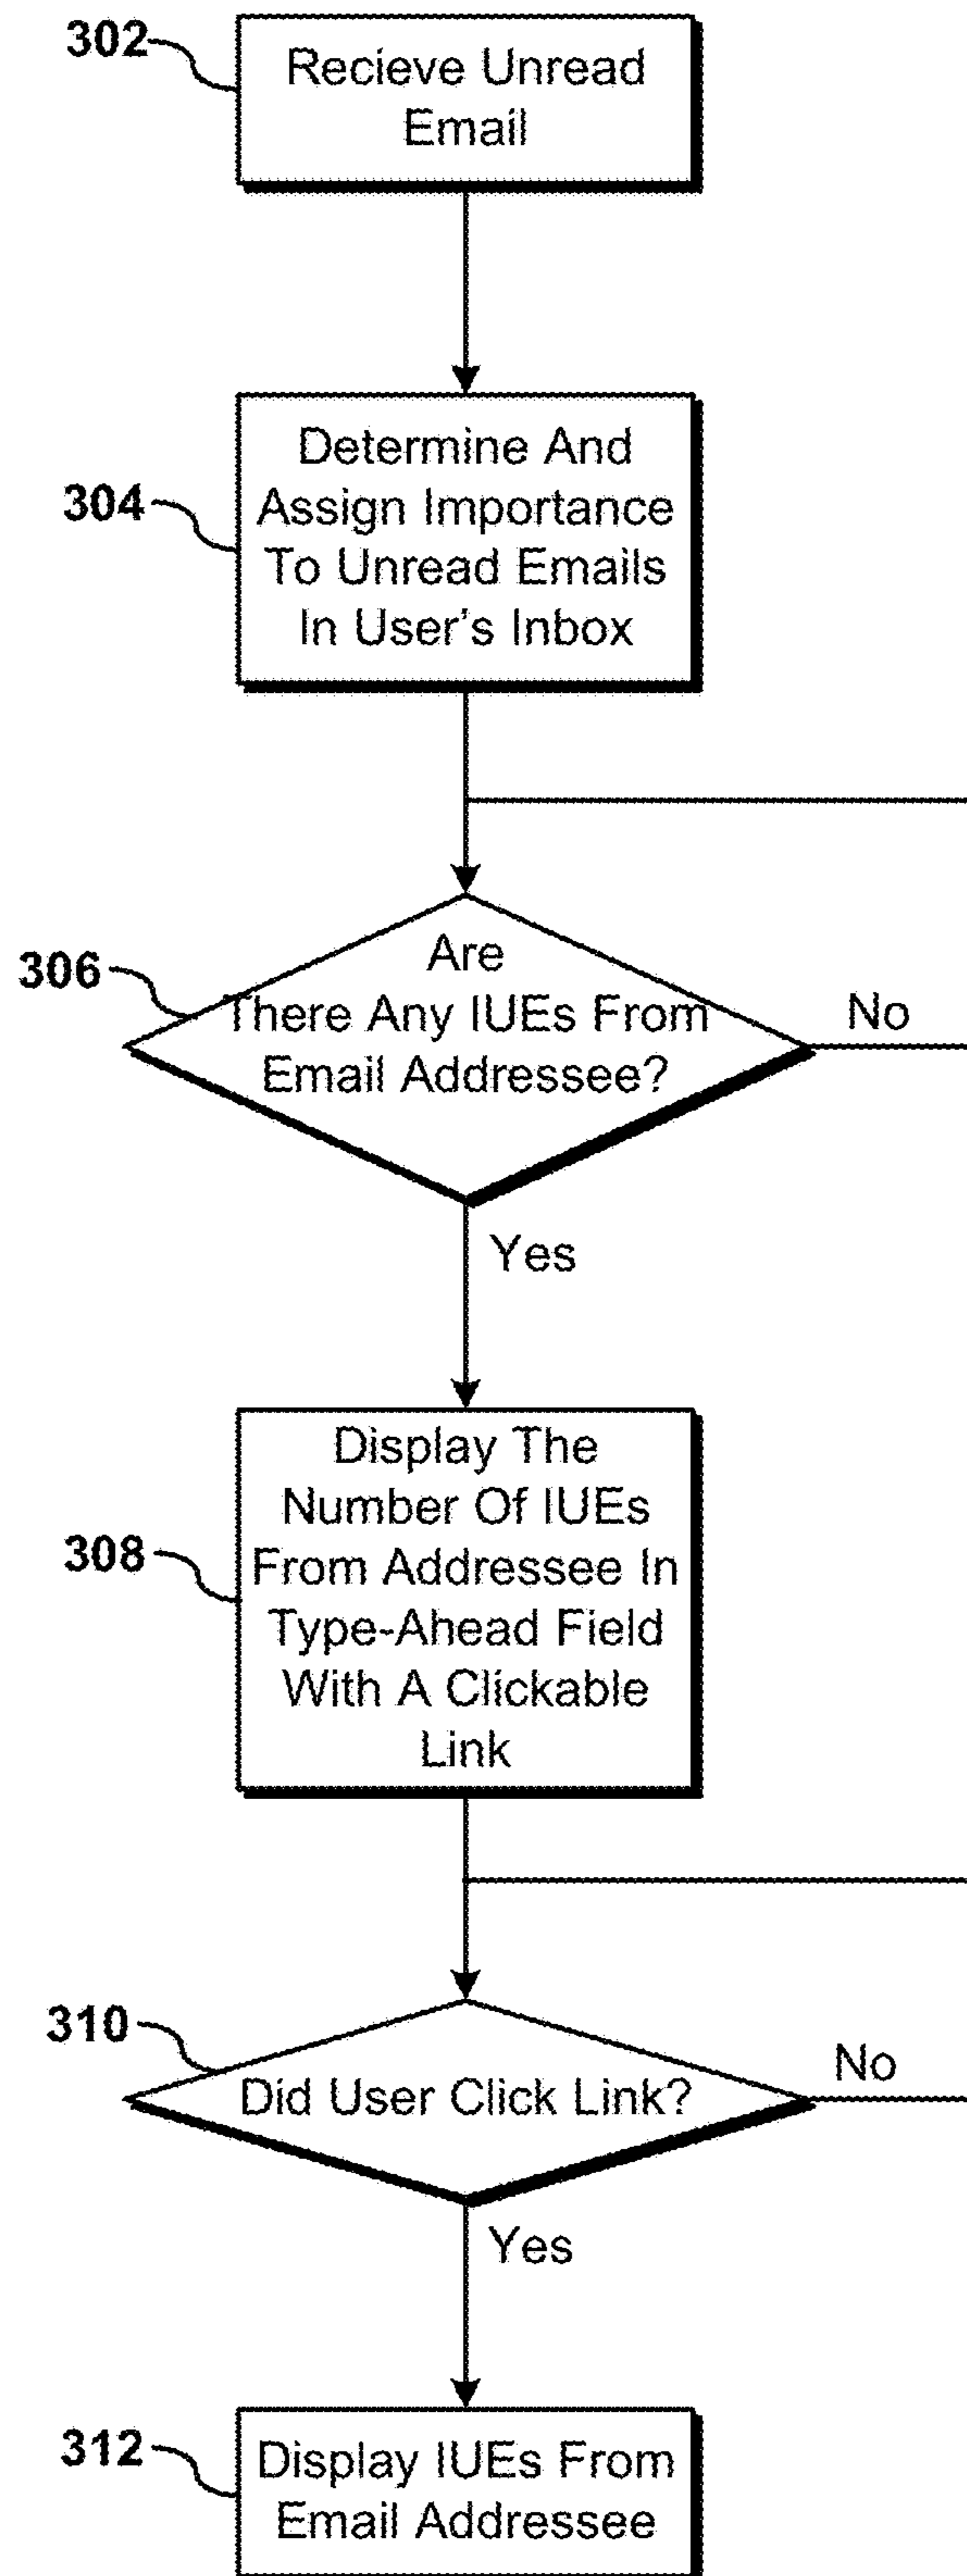 302
Recieve Unread
Email
304
Determine And
Assign Importance
To Unread Emails
In User's Inbox
306
Are
There Any IUEs From
Email Addressee?
No
Yes
308
Display The
Number Of IUEs
From Addressee In
Type-Ahead Field
With A Clickable
Link
310
Did User Click Link?
No
Yes
312
Display IUEs From
Email Addressee